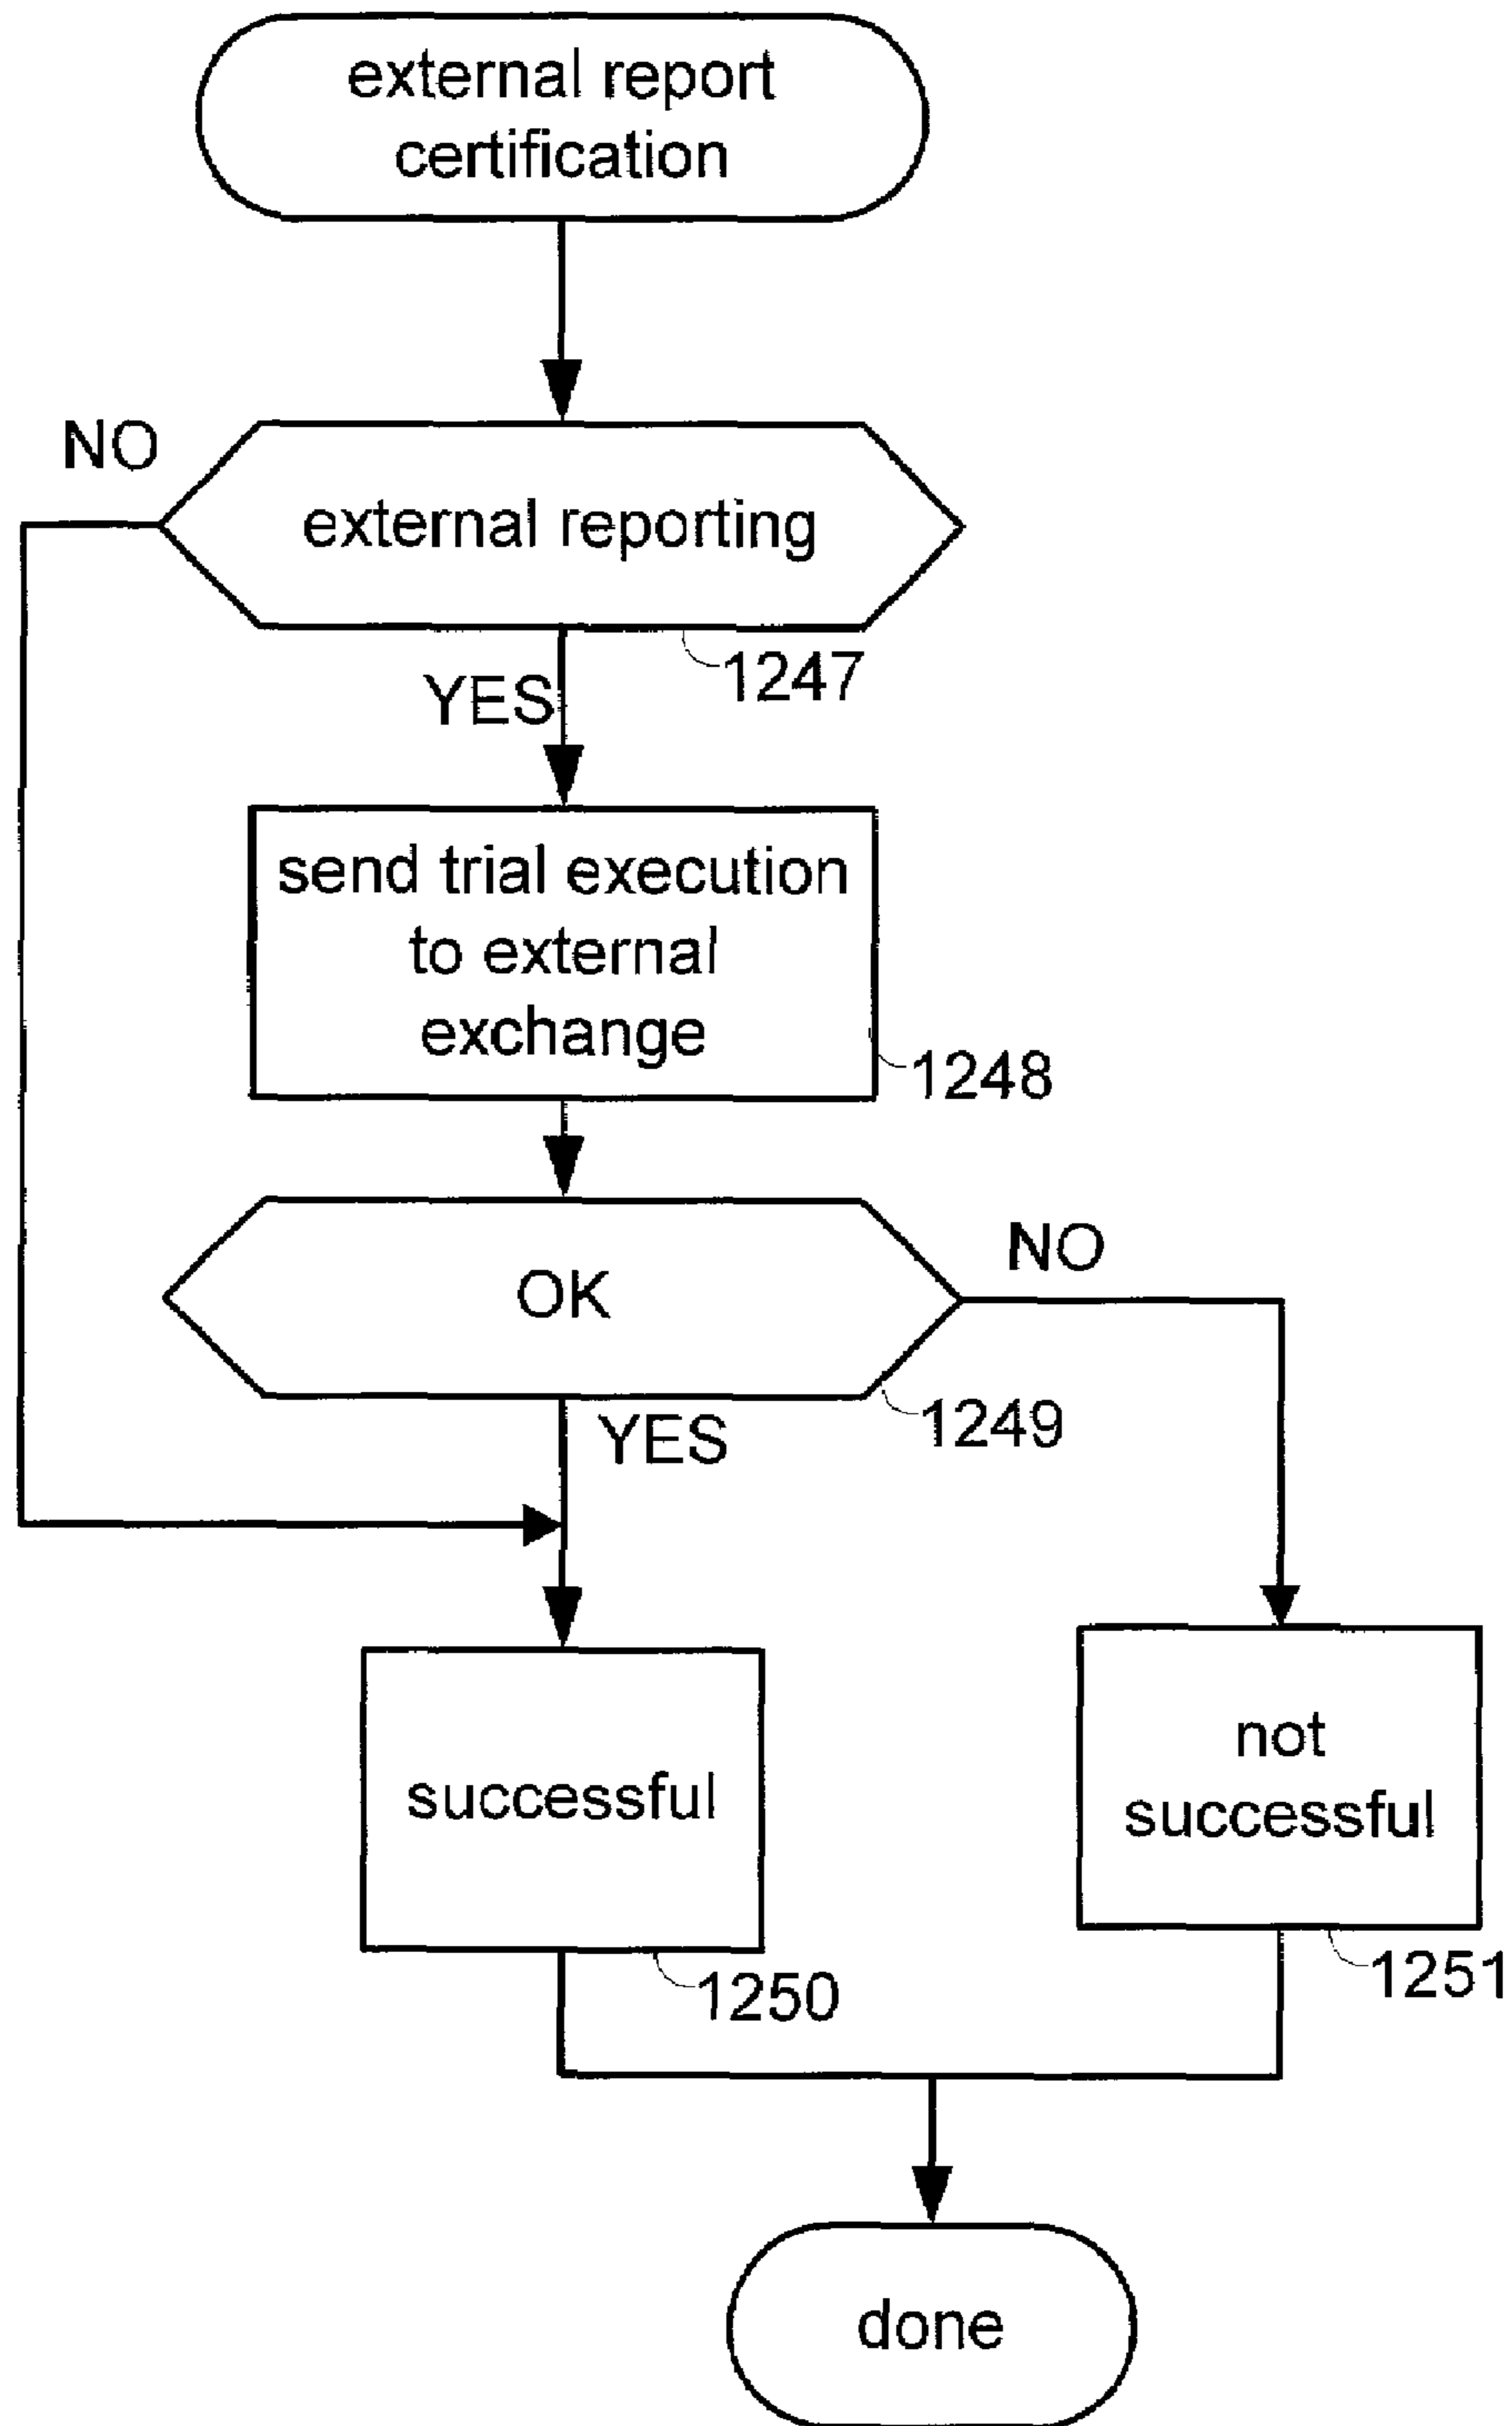 external report
certification
NO
external reporting
1247
YES
send trial execution
to external
exchange
1248
OK
NO
1249
YES
successful
1250
not
successful
1251
done